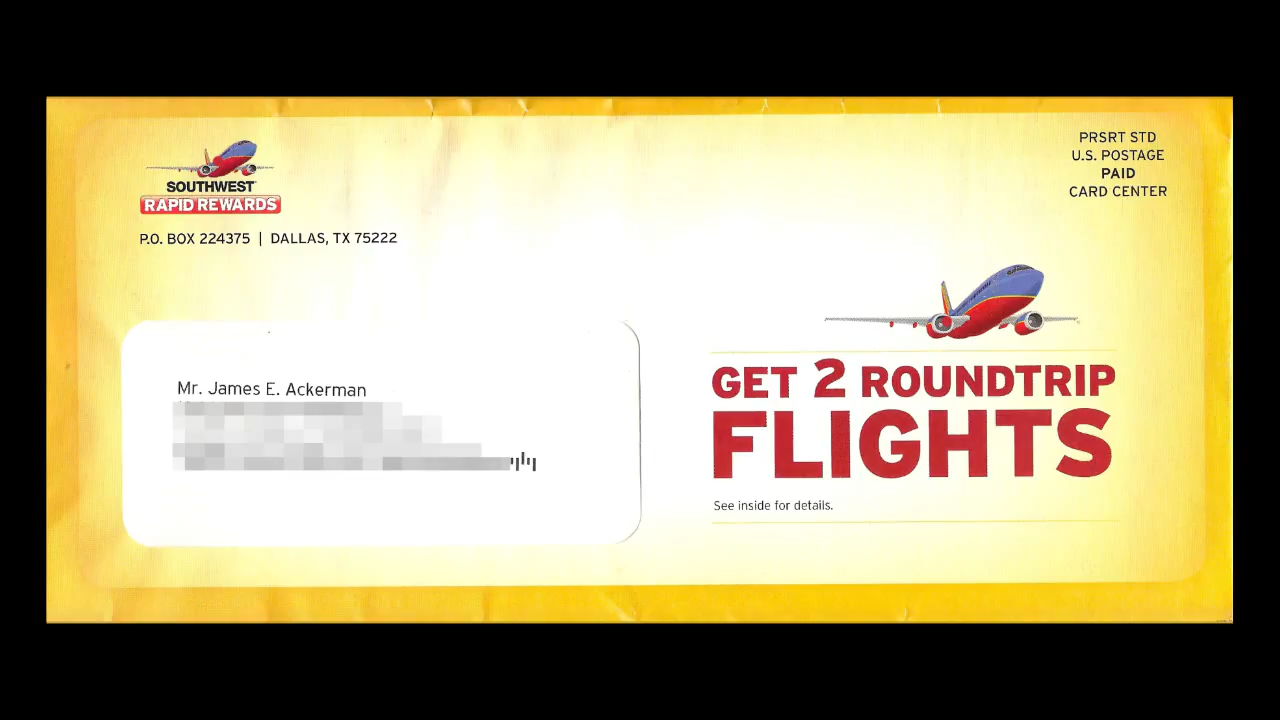 SOUTHWEST
RAPID REWARDS
P.O. BOX 224375 | DALLAS, TX 75222
PRSRT STD
U.S. POSTAGE
PAID
CARD CENTER
Mr. James E. Ackerman
GET 2 ROUNDTRIP
FLIGHTS
See inside for details.